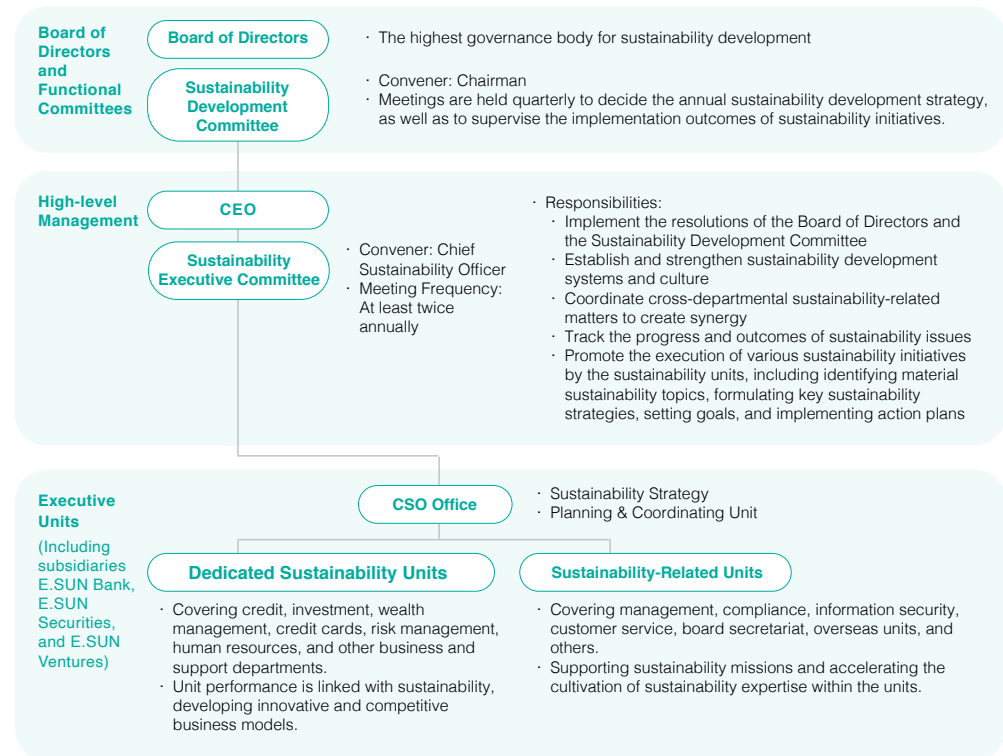 Board of
Directors
and
Functional
Committees
Board of Directors
· The highest governance body for sustainability development
Sustainability
Development
Committee
· Convener: Chairman
· Meetings are held quarterly to decide the annual sustainability development strategy,
as well as to supervise the implementation outcomes of sustainability initiatives.
High-level
Management
CEO
Sustainability
Executive Committee
· Convener: Chief
Sustainability Officer
· Meeting Frequency:
At least twice
annually
· Responsibilities:
· Implement the resolutions of the Board of Directors and
the Sustainability Development Committee
· Establish and strengthen sustainability development
systems and culture
· Coordinate cross-departmental sustainability-related
matters to create synergy
· Track the progress and outcomes of sustainability issues
· Promote the execution of various sustainability initiatives
by the sustainability units, including identifying material
sustainability topics, formulating key sustainability
strategies, setting goals, and implementing action plans
Executive
Units
(Including
subsidiaries
E.SUN Bank,
E.SUN
Securities,
and E.SUN
Ventures)
CSO Office
· Sustainability Strategy
· Planning & Coordinating Unit
Dedicated Sustainability Units
· Covering credit, investment, wealth
management, credit cards, risk management,
human resources, and other business and
support departments.
· Unit performance is linked with sustainability,
developing innovative and competitive
business models.
Sustainability-Related Units
· Covering management, compliance, information security,
customer service, board secretariat, overseas units, and
others.
· Supporting sustainability missions and accelerating the
cultivation of sustainability expertise within the units.